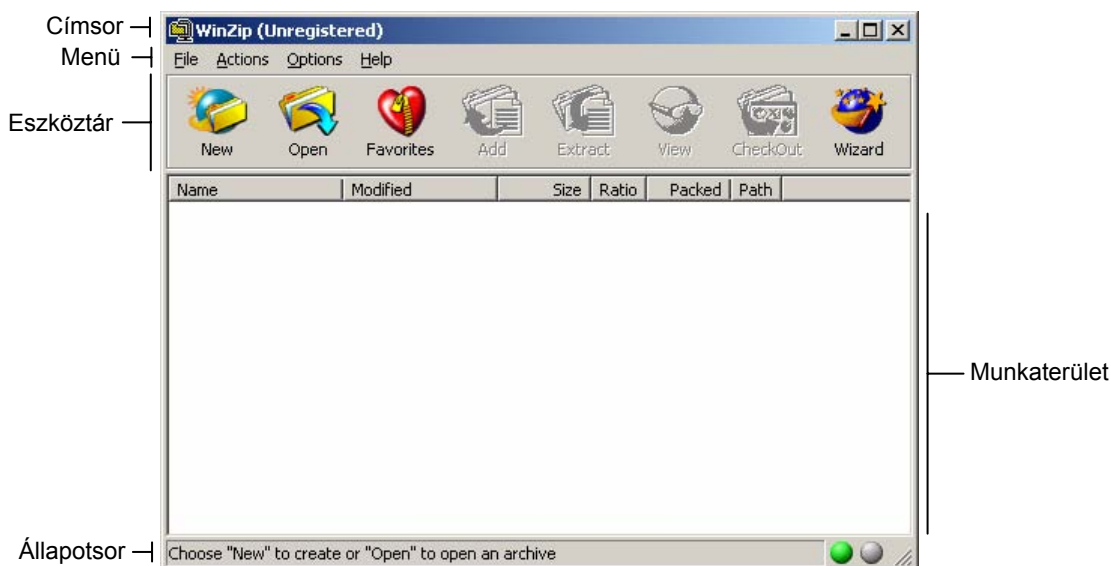 Címsor
WinZip (Unregistered)
Menü
File Actions Options Help
Eszköztár
New Open Favorites Add Extract View CheckOut Wizard
Name Modified Size Ratio Packed Path
Munkaterület
Állapotsor
Choose "New" to create or "Open" to open an archive